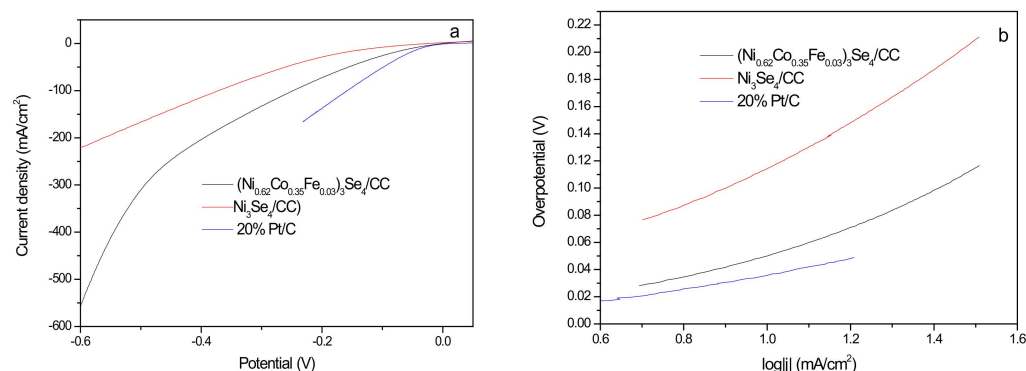 a
0
-100
-200
-300
-400
-500
-600
-0.6
-0.4
-0.2
0.0
Current density (mA/cm²)
Potential (V)
(Ni₀.₆₂Co₀.₃₅Fe₀.₀₃)₃Se₄/CC
Ni₃Se₄/CC)
20% Pt/C
b
0.22
0.20
0.18
0.16
0.14
0.12
0.10
0.08
0.06
0.04
0.02
0.00
0.6
0.8
1.0
1.2
1.4
1.6
Overpotential (V)
log|j| (mA/cm²)
(Ni₀.₆₂Co₀.₃₅Fe₀.₀₃)₃Se₄/CC
Ni₃Se₄/CC
20% Pt/C